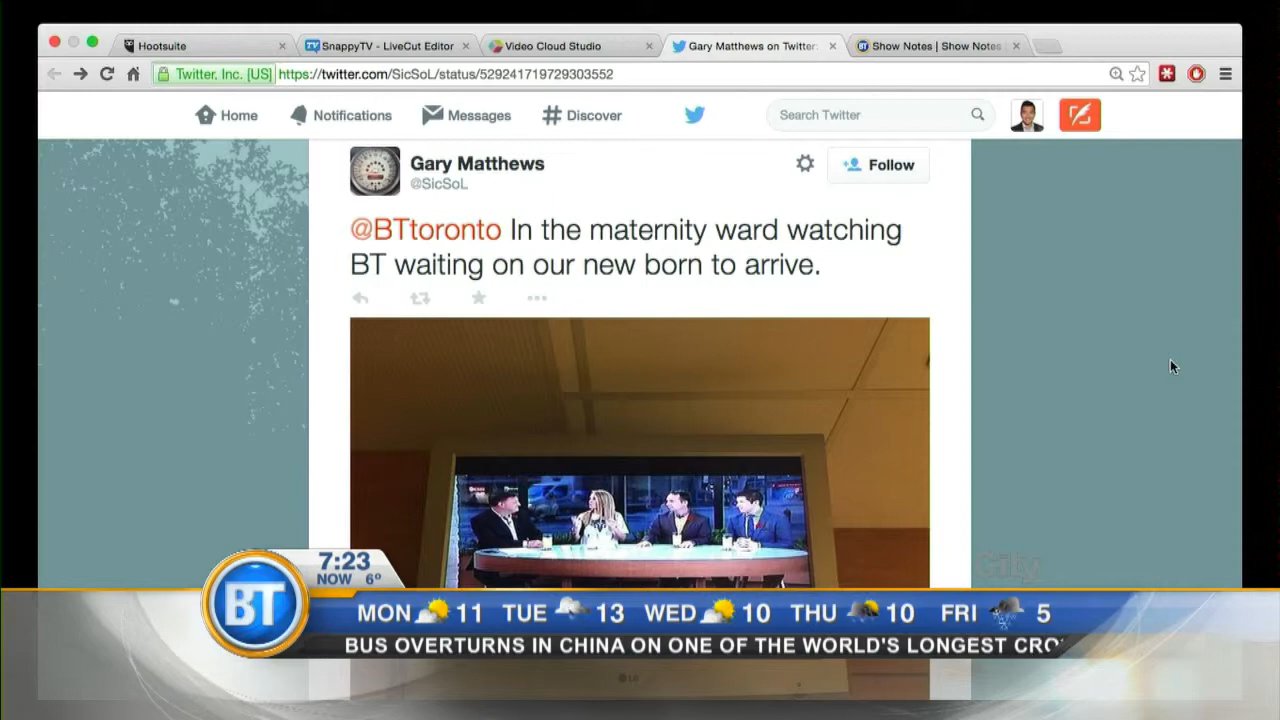 Hootsuite
SnappyTV - LiveCut Editor
Video Cloud Studio
Gary Matthews on Twitter:
Show Notes | Show Notes
Twitter, Inc. [US]
https://twitter.com/SicSoL/status/529241719729303552
Home
Notifications
Messages
Discover
Search Twitter
Gary Matthews
@SicSoL
Follow
@BTtoronto In the maternity ward watching
BT waiting on our new born to arrive.
City
7:23
NOW 6°
BT
MON 11 TUE 13 WED 10 THU 10 FRI 5
BUS OVERTURNS IN CHINA ON ONE OF THE WORLD'S LONGEST CRO
LG